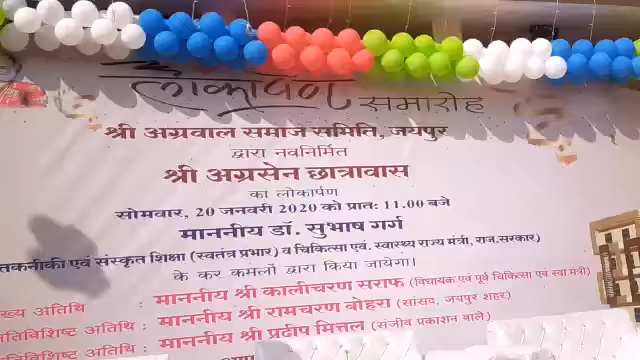 लोकार्पण समारोह
श्री अग्रवाल समाज समिति, जयपुर
द्वारा नवनिर्मित
श्री अग्रसेन छात्रावास
का लोकार्पण
सोमवार, 20 जनवरी 2020 को प्रातः 11.00 बजे
माननीय डॉ. सुभाष गर्ग
तकनीकी एवं संस्कृत शिक्षा (स्वतंत्र प्रभार) व चिकित्सा एवं. स्वास्थ्य राज्य मंत्री, राज.सरकार)
के कर कमलों द्वारा किया जायेगा।
ख्य अतिथि : माननीय श्री कालीचरण सराफ (विधायक एवं पूर्व चिकित्सा एवं स्वा.मंत्री)
तिविशिष्ट अतिथि : माननीय श्री रामचरण बोहरा (सांसद, जयपुर शहर)
तिविशिष्ट अतिथि : माननीय श्री प्रदीप मित्तल (संजीव प्रकाशन वाले)